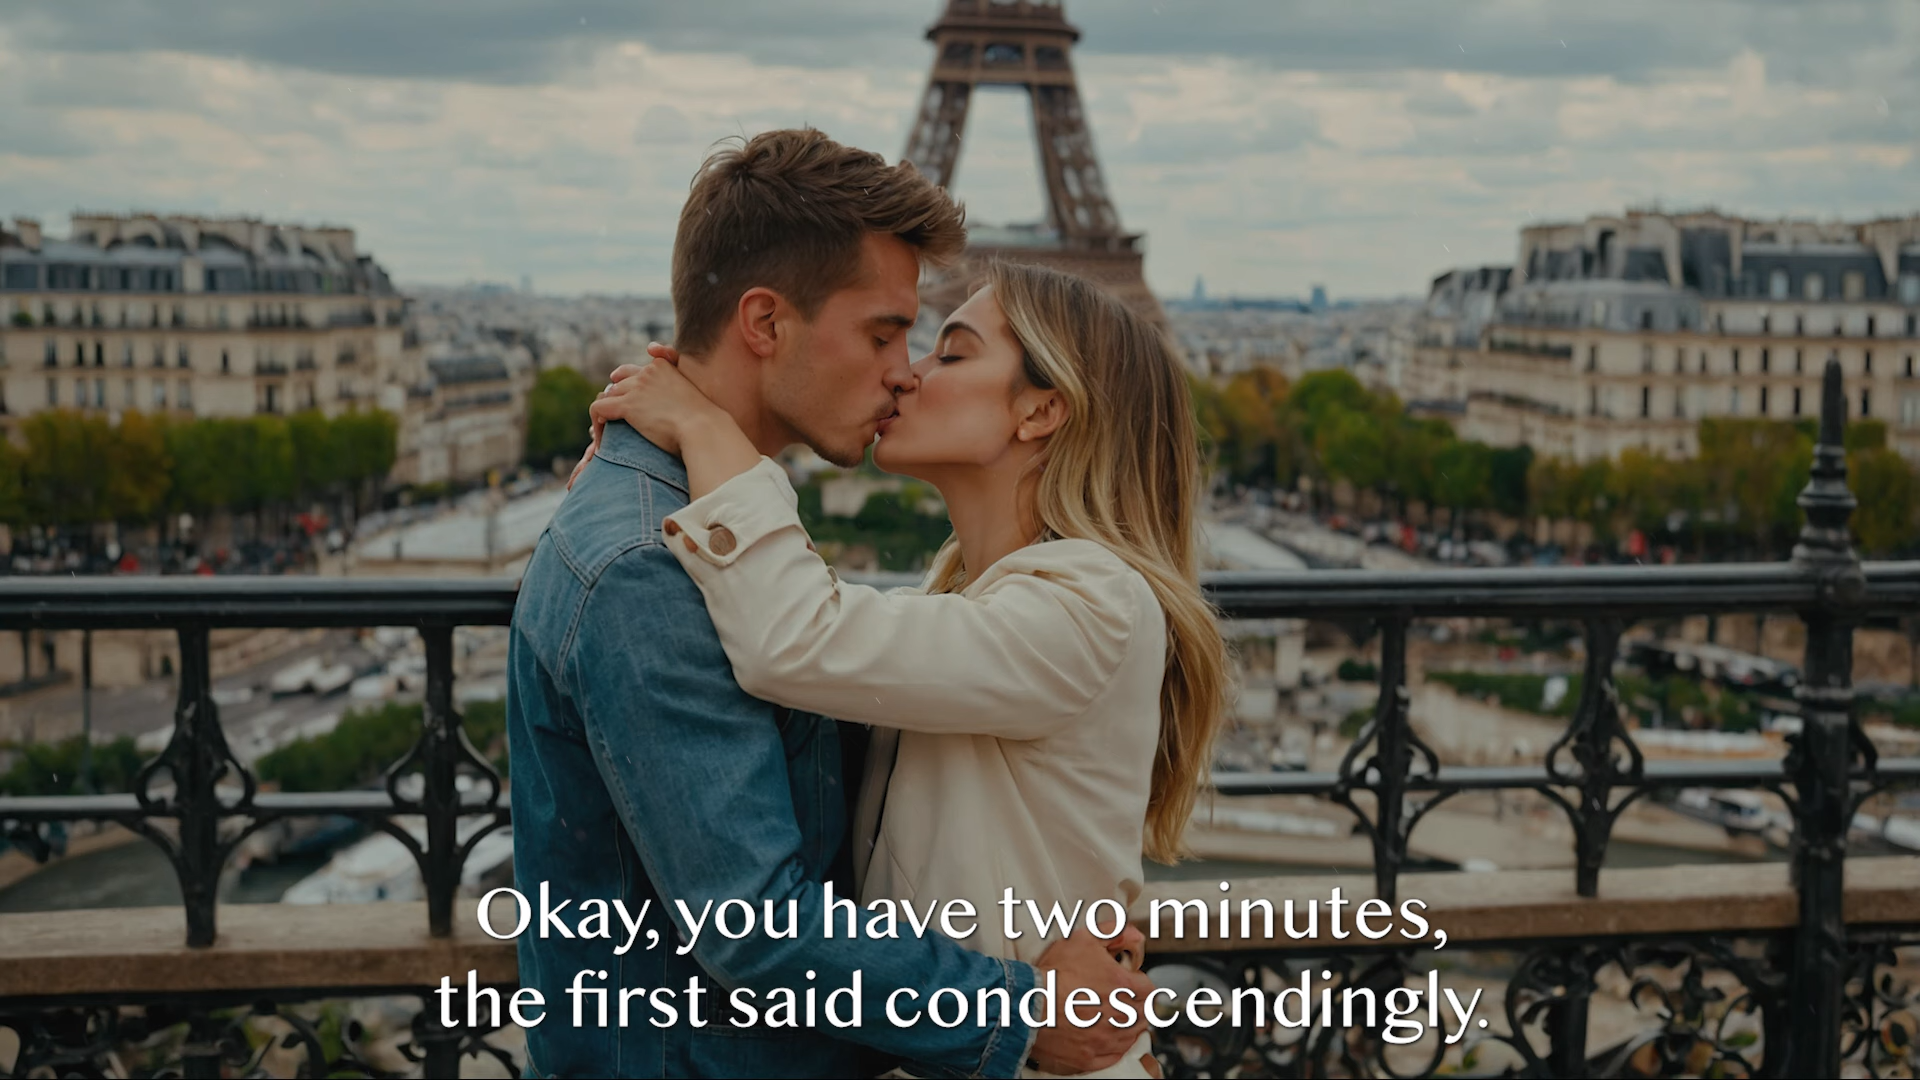 Okay, you have two minutes,
the first said condescendingly.